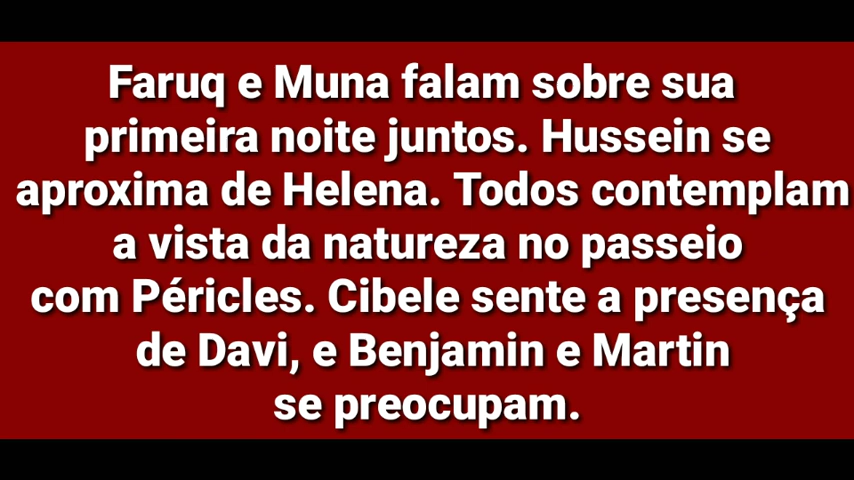 Faruq e Muna falam sobre sua
primeira noite juntos. Hussein se
aproxima de Helena. Todos contemplam
a vista da natureza no passeio
com Péricles. Cibele sente a presença
de Davi, e Benjamin e Martin
se preocupam.